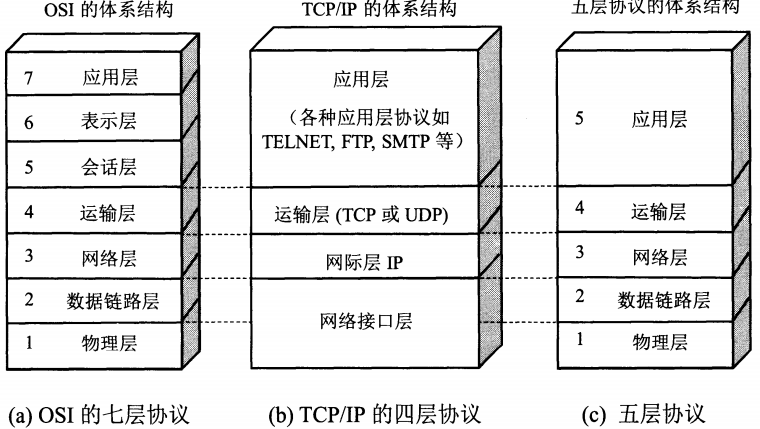 OSI 的体系结构
TCP/IP 的体系结构
五层协议的体系结构
7 应用层
6 表示层
5 会话层
4 运输层
3 网络层
2 数据链路层
1 物理层
应用层
(各种应用层协议如
TELNET, FTP, SMTP 等)
运输层 (TCP 或 UDP)
网际层 IP
网络接口层
5 应用层
4 运输层
3 网络层
2 数据链路层
1 物理层
(a) OSI 的七层协议
(b) TCP/IP 的四层协议
(c) 五层协议